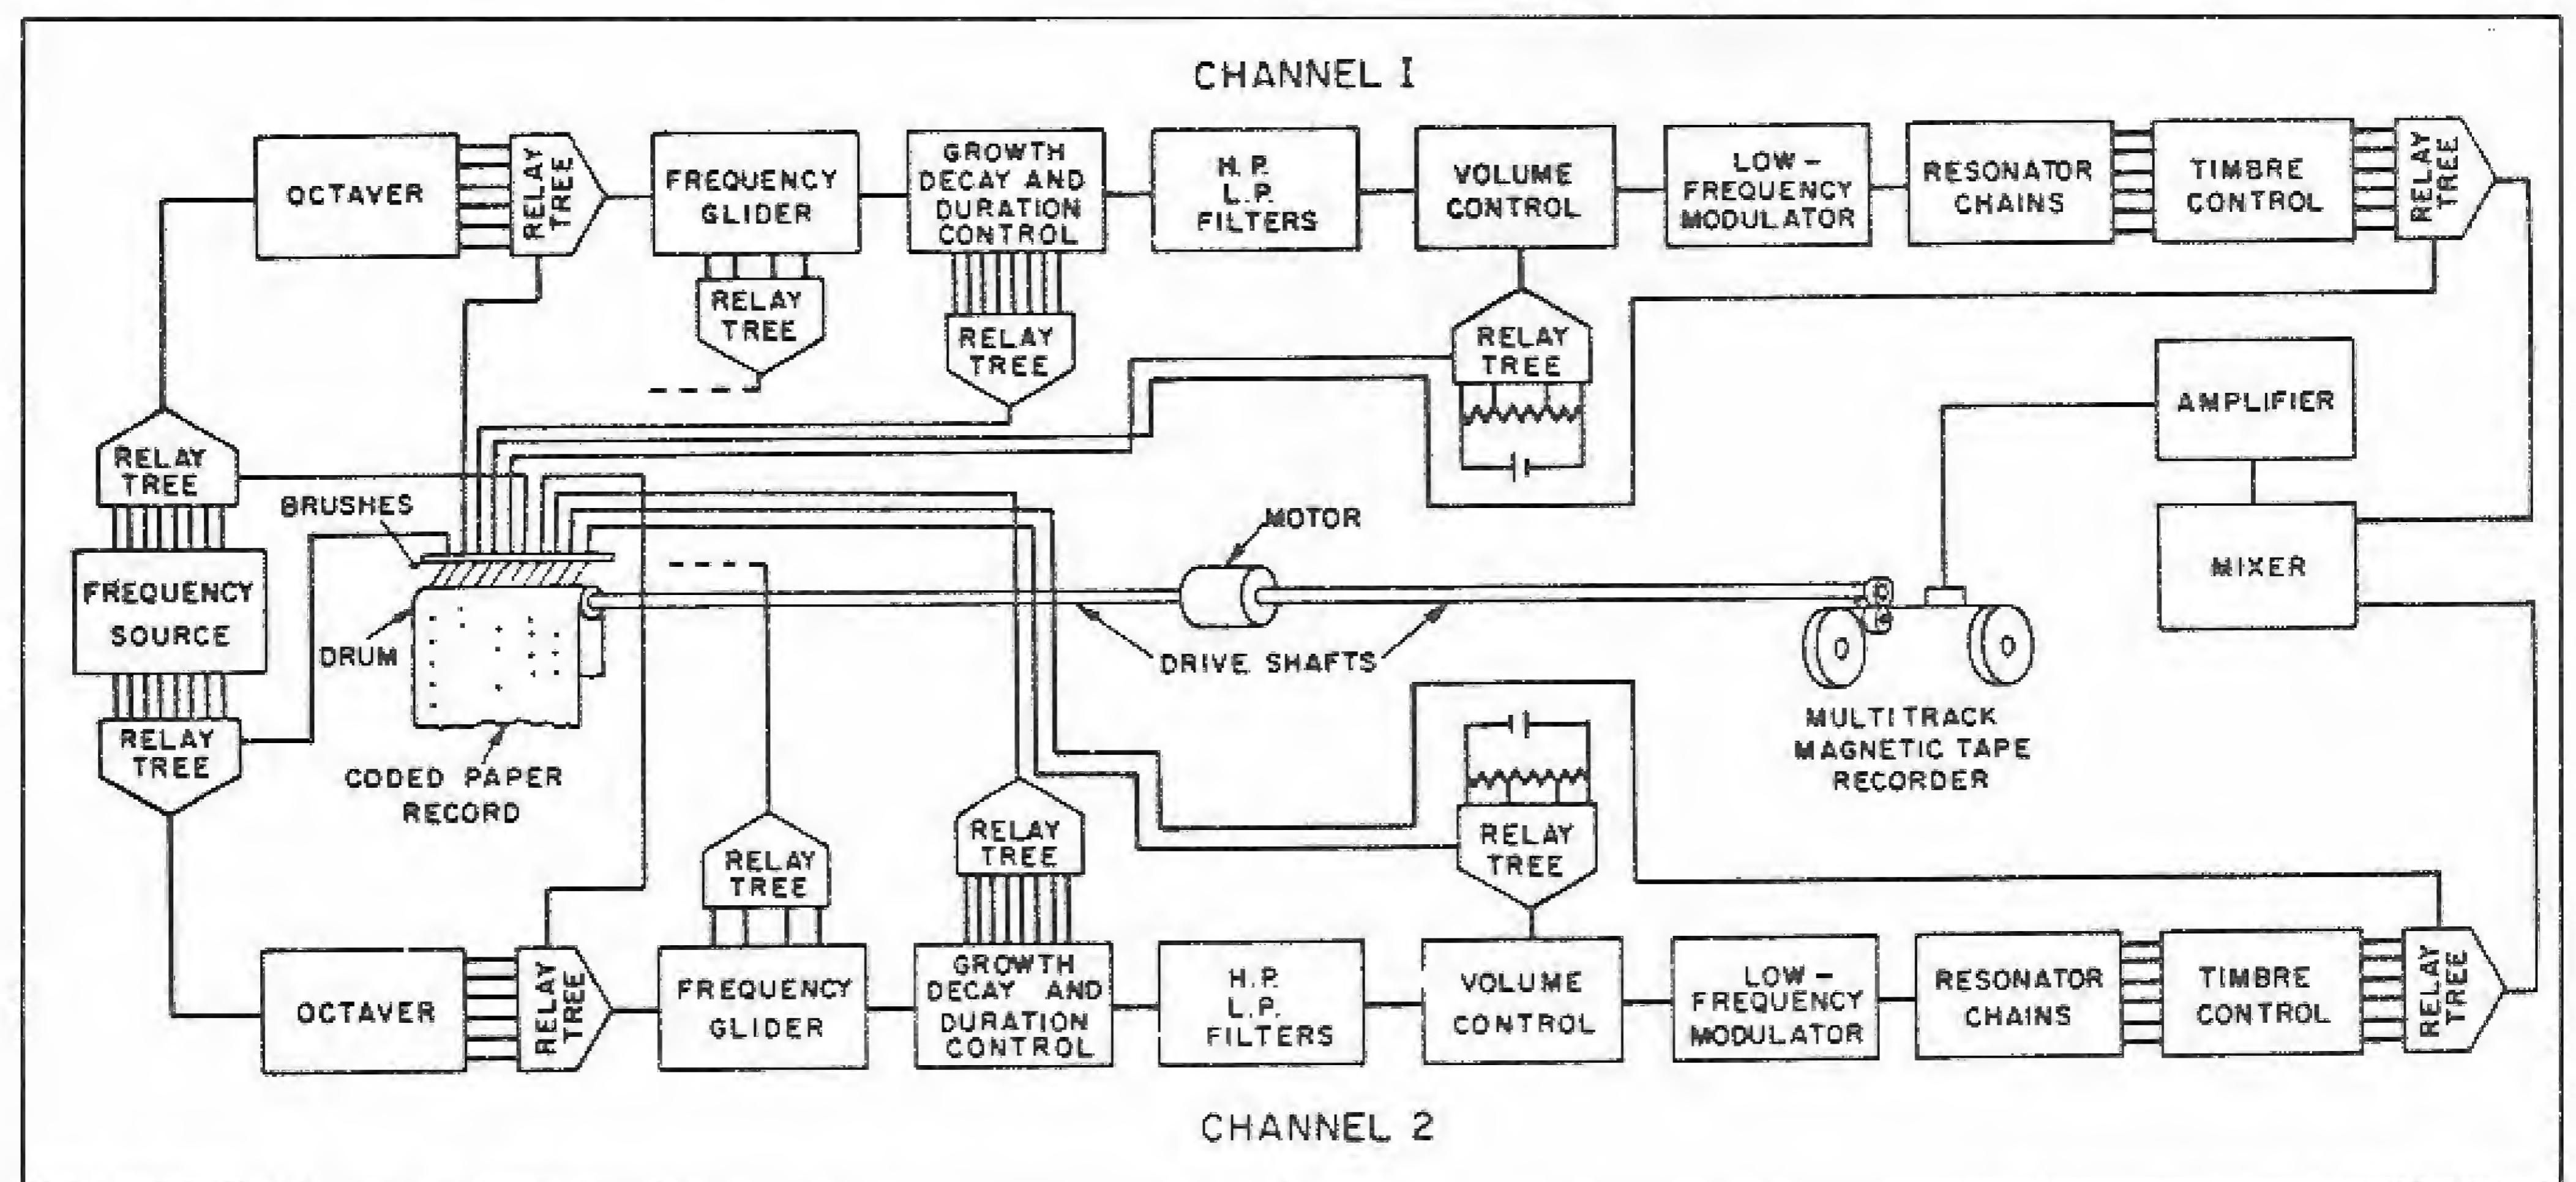 CHANNEL I
OCTAVER
RELAY
TREE
FREQUENCY
GLIDER
RELAY
TREE
GROWTH
DECAY AND
DURATION
CONTROL
RELAY
TREE
H.P.
L.P.
FILTERS
VOLUME
CONTROL
RELAY
TREE
LOW-
FREQUENCY
MODULATOR
RESONATOR
CHAINS
TIMBRE
CONTROL
RELAY
TREE
AMPLIFIER
MIXER
RELAY
TREE
BRUSHES
FREQUENCY
SOURCE
DRUM
RELAY
TREE
CODED PAPER
RECORD
MOTOR
DRIVE SHAFTS
MULTITRACK
MAGNETIC TAPE
RECORDER
OCTAVER
RELAY
TREE
RELAY
TREE
FREQUENCY
GLIDER
RELAY
TREE
GROWTH
DECAY AND
DURATION
CONTROL
H.P.
L.P.
FILTERS
RELAY
TREE
VOLUME
CONTROL
LOW-
FREQUENCY
MODULATOR
RESONATOR
CHAINS
TIMBRE
CONTROL
RELAY
TREE
CHANNEL 2